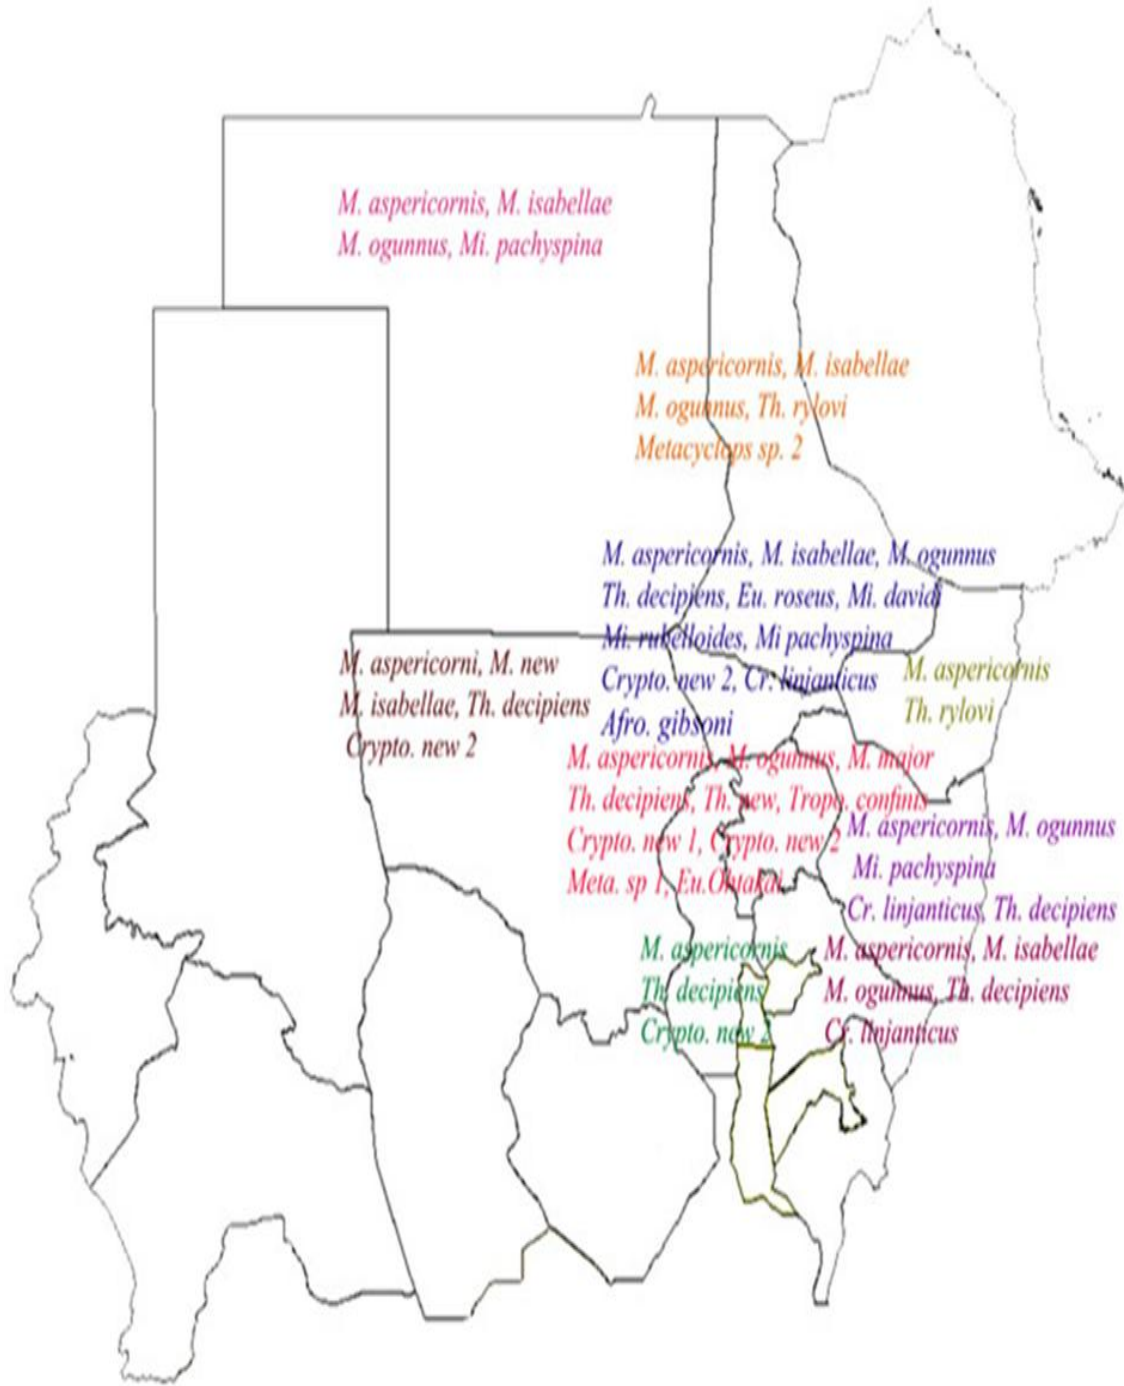 M. aspericornis, M. isabellae
M. ogunnus, Mi. pachyspina
M. aspericornis, M. isabellae
M. ogunnus, Th. rylovi
Metacyclops sp. 2
M. aspericornis, M. isabellae, M. ogunnus
Th. decipiens, Eu. roseus, Mi. davidi
Mi. rubelloides, Mi pachyspina
Crypto. new 2, Cr. linjanticus
Afro. gibsoni
M. aspericorni, M. new
M. isabellae, Th. decipiens
Crypto. new 2
M. aspericornis
Th. rylovi
M. aspericornis, M. ogunnus, M. major
Th. decipiens, Th. new, Tropo. confinis
Crypto. new 1, Crypto. new 2
Meta. sp 1, Eu.Ohtakai
M. aspericornis, M. ogunnus
Mi. pachyspina
Cr. linjanticus, Th. decipiens
M. aspericornis
Th. decipiens
Crypto. new 2
M. aspericornis, M. isabellae
M. ogunnus, Th. decipiens
Cr. linjanticus